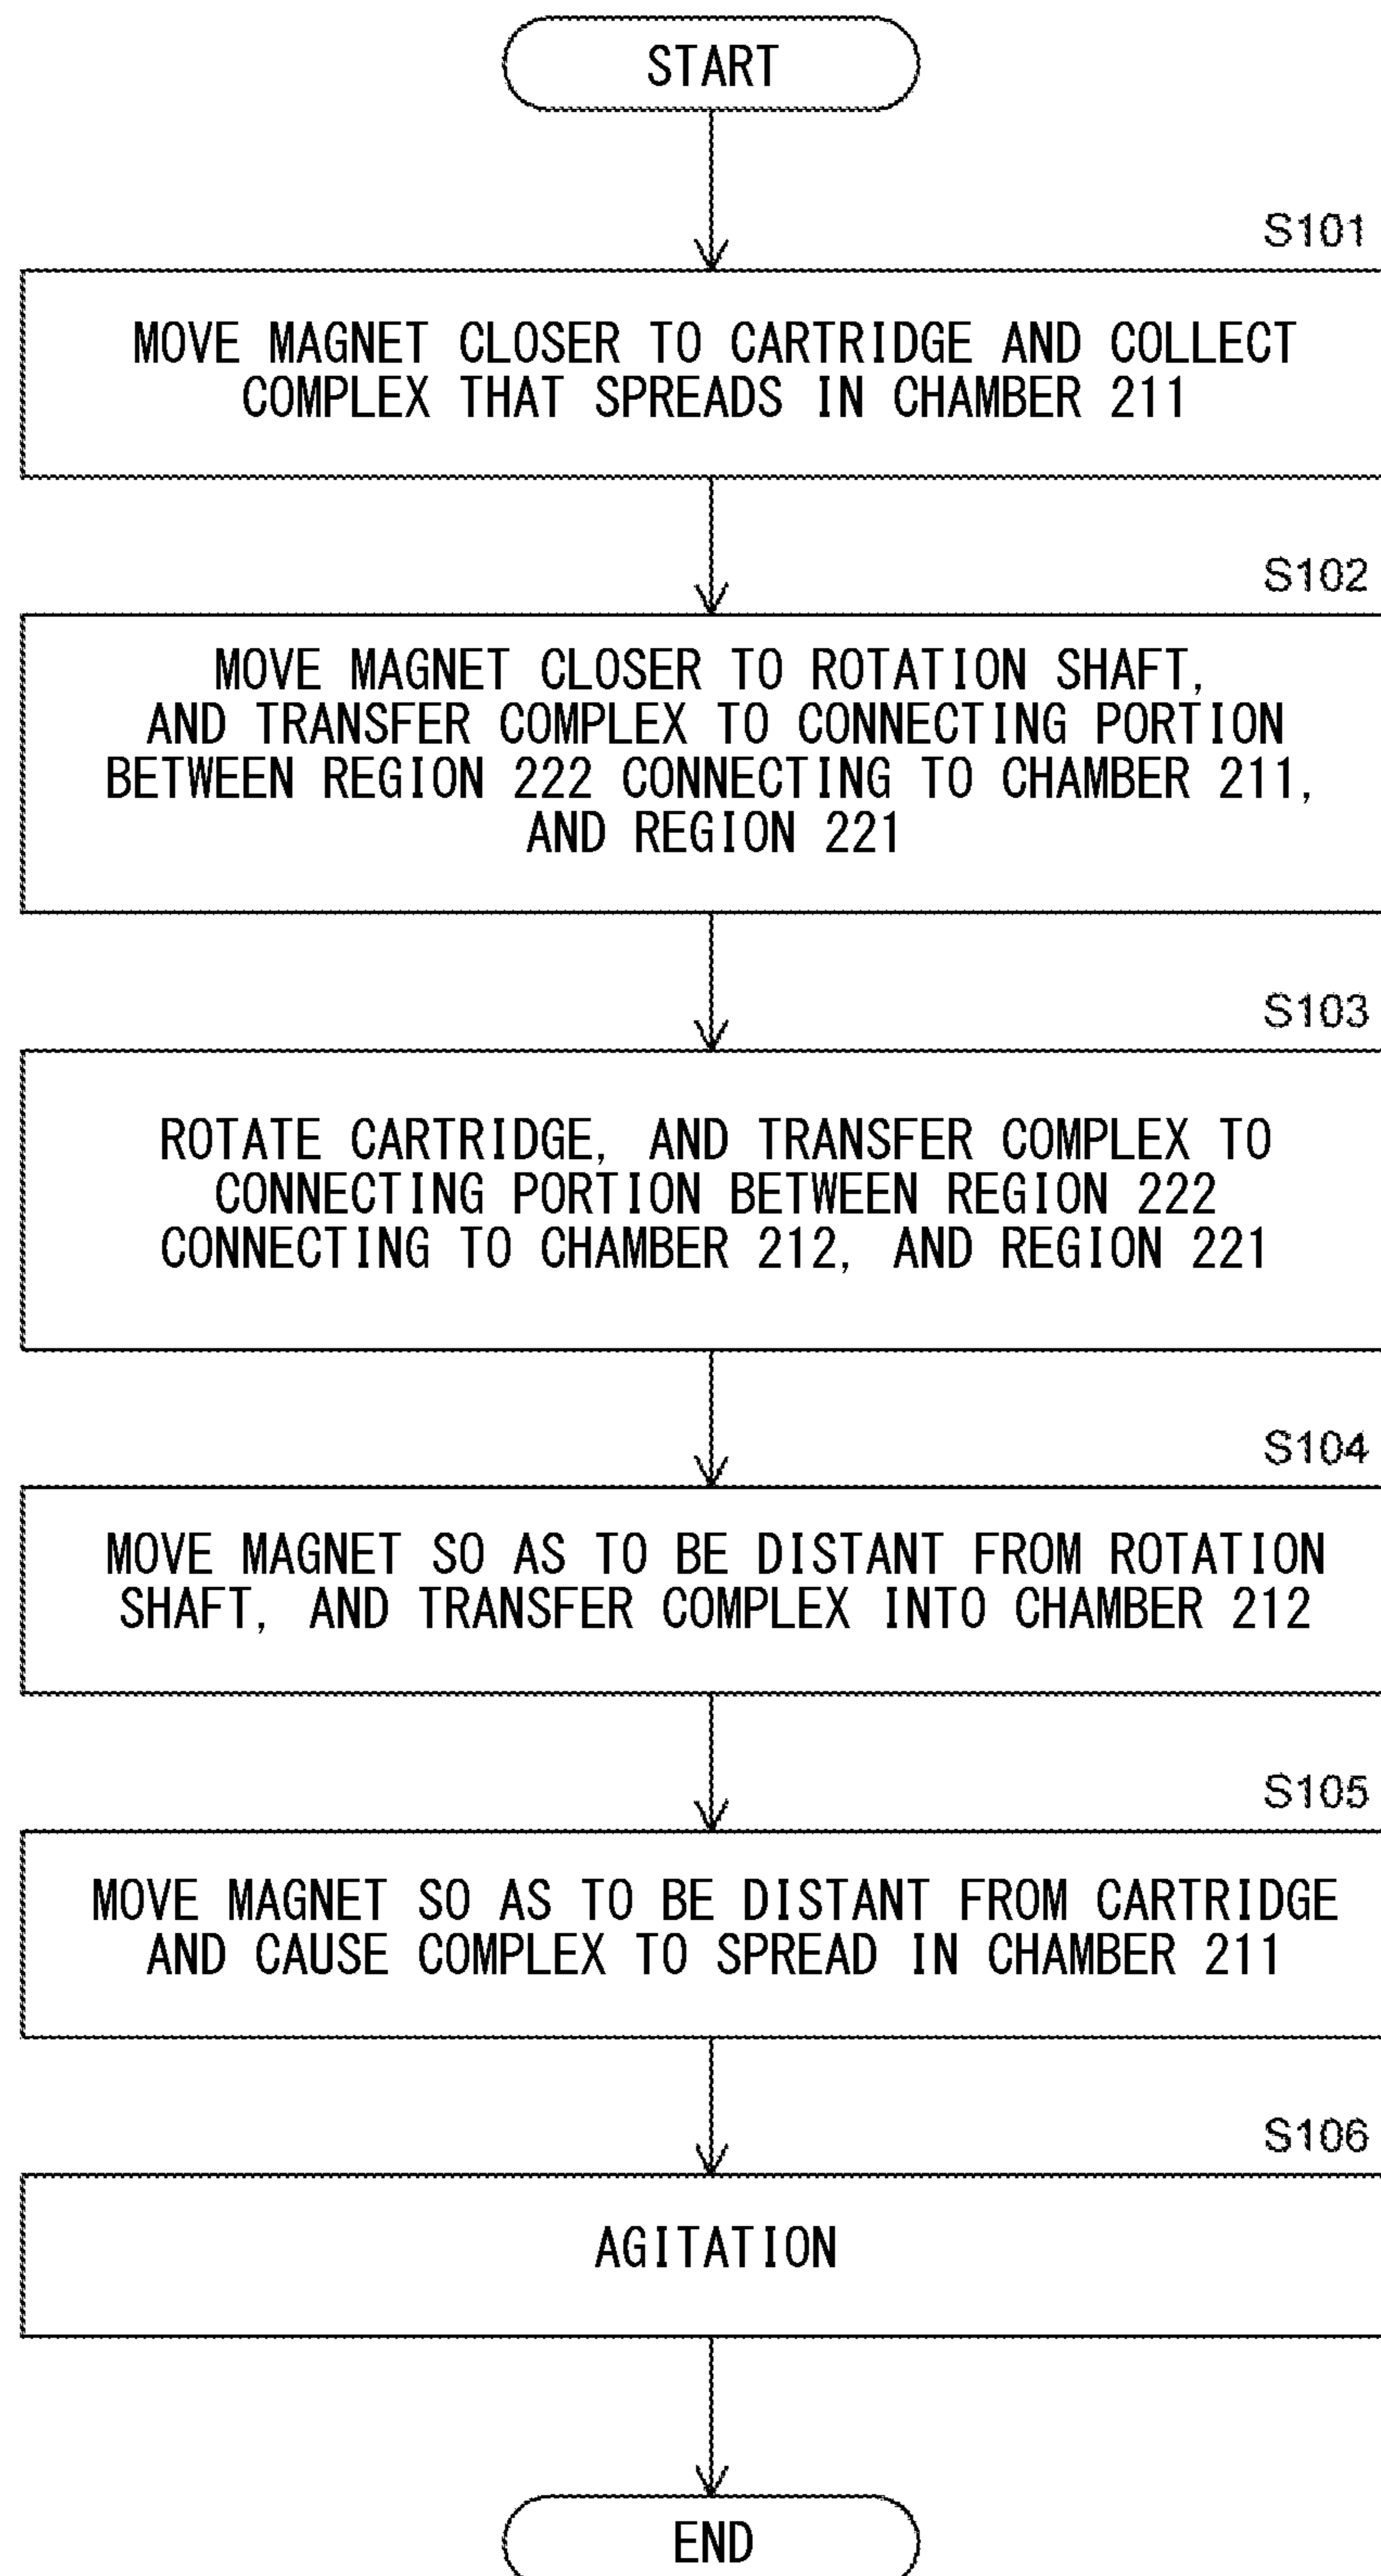 START
S101
MOVE MAGNET CLOSER TO CARTRIDGE AND COLLECT
COMPLEX THAT SPREADS IN CHAMBER 211
S102
MOVE MAGNET CLOSER TO ROTATION SHAFT,
AND TRANSFER COMPLEX TO CONNECTING PORTION
BETWEEN REGION 222 CONNECTING TO CHAMBER 211,
AND REGION 221
S103
ROTATE CARTRIDGE, AND TRANSFER COMPLEX TO
CONNECTING PORTION BETWEEN REGION 222
CONNECTING TO CHAMBER 212, AND REGION 221
S104
MOVE MAGNET SO AS TO BE DISTANT FROM ROTATION
SHAFT, AND TRANSFER COMPLEX INTO CHAMBER 212
S105
MOVE MAGNET SO AS TO BE DISTANT FROM CARTRIDGE
AND CAUSE COMPLEX TO SPREAD IN CHAMBER 211
S106
AGITATION
END